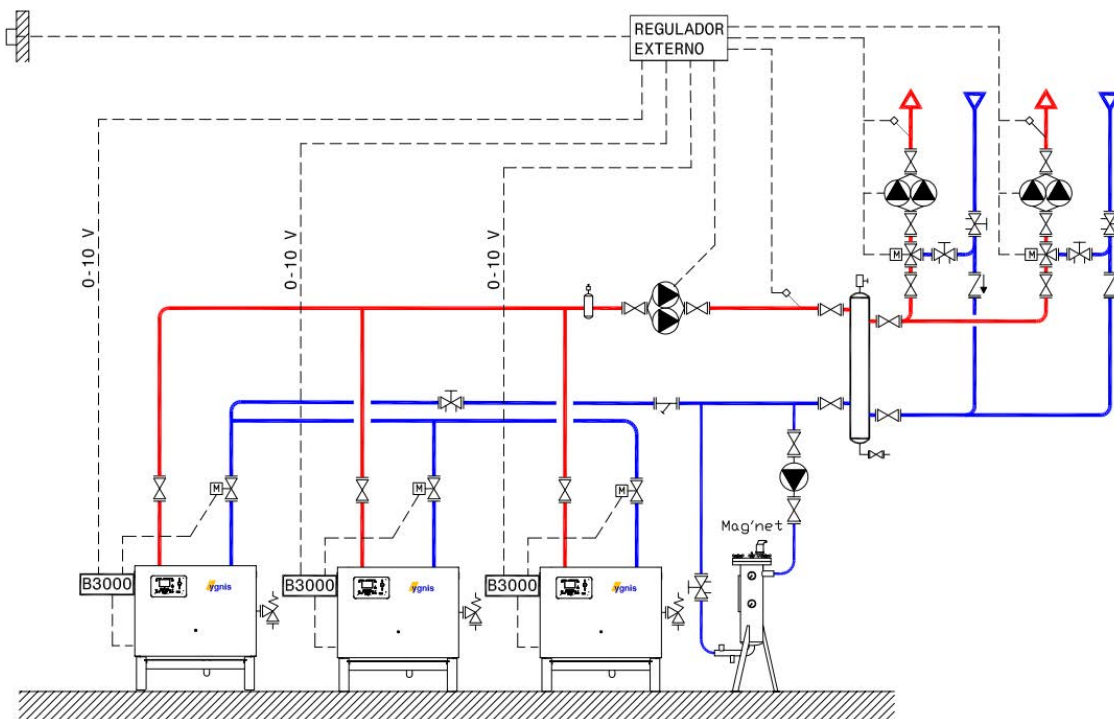 REGULADOR
EXTERNO
0-10 V
0-10 V
0-10 V
M
M
M
M
M
Mag'net
B3000
ygnis
B3000
ygnis
B3000
ygnis